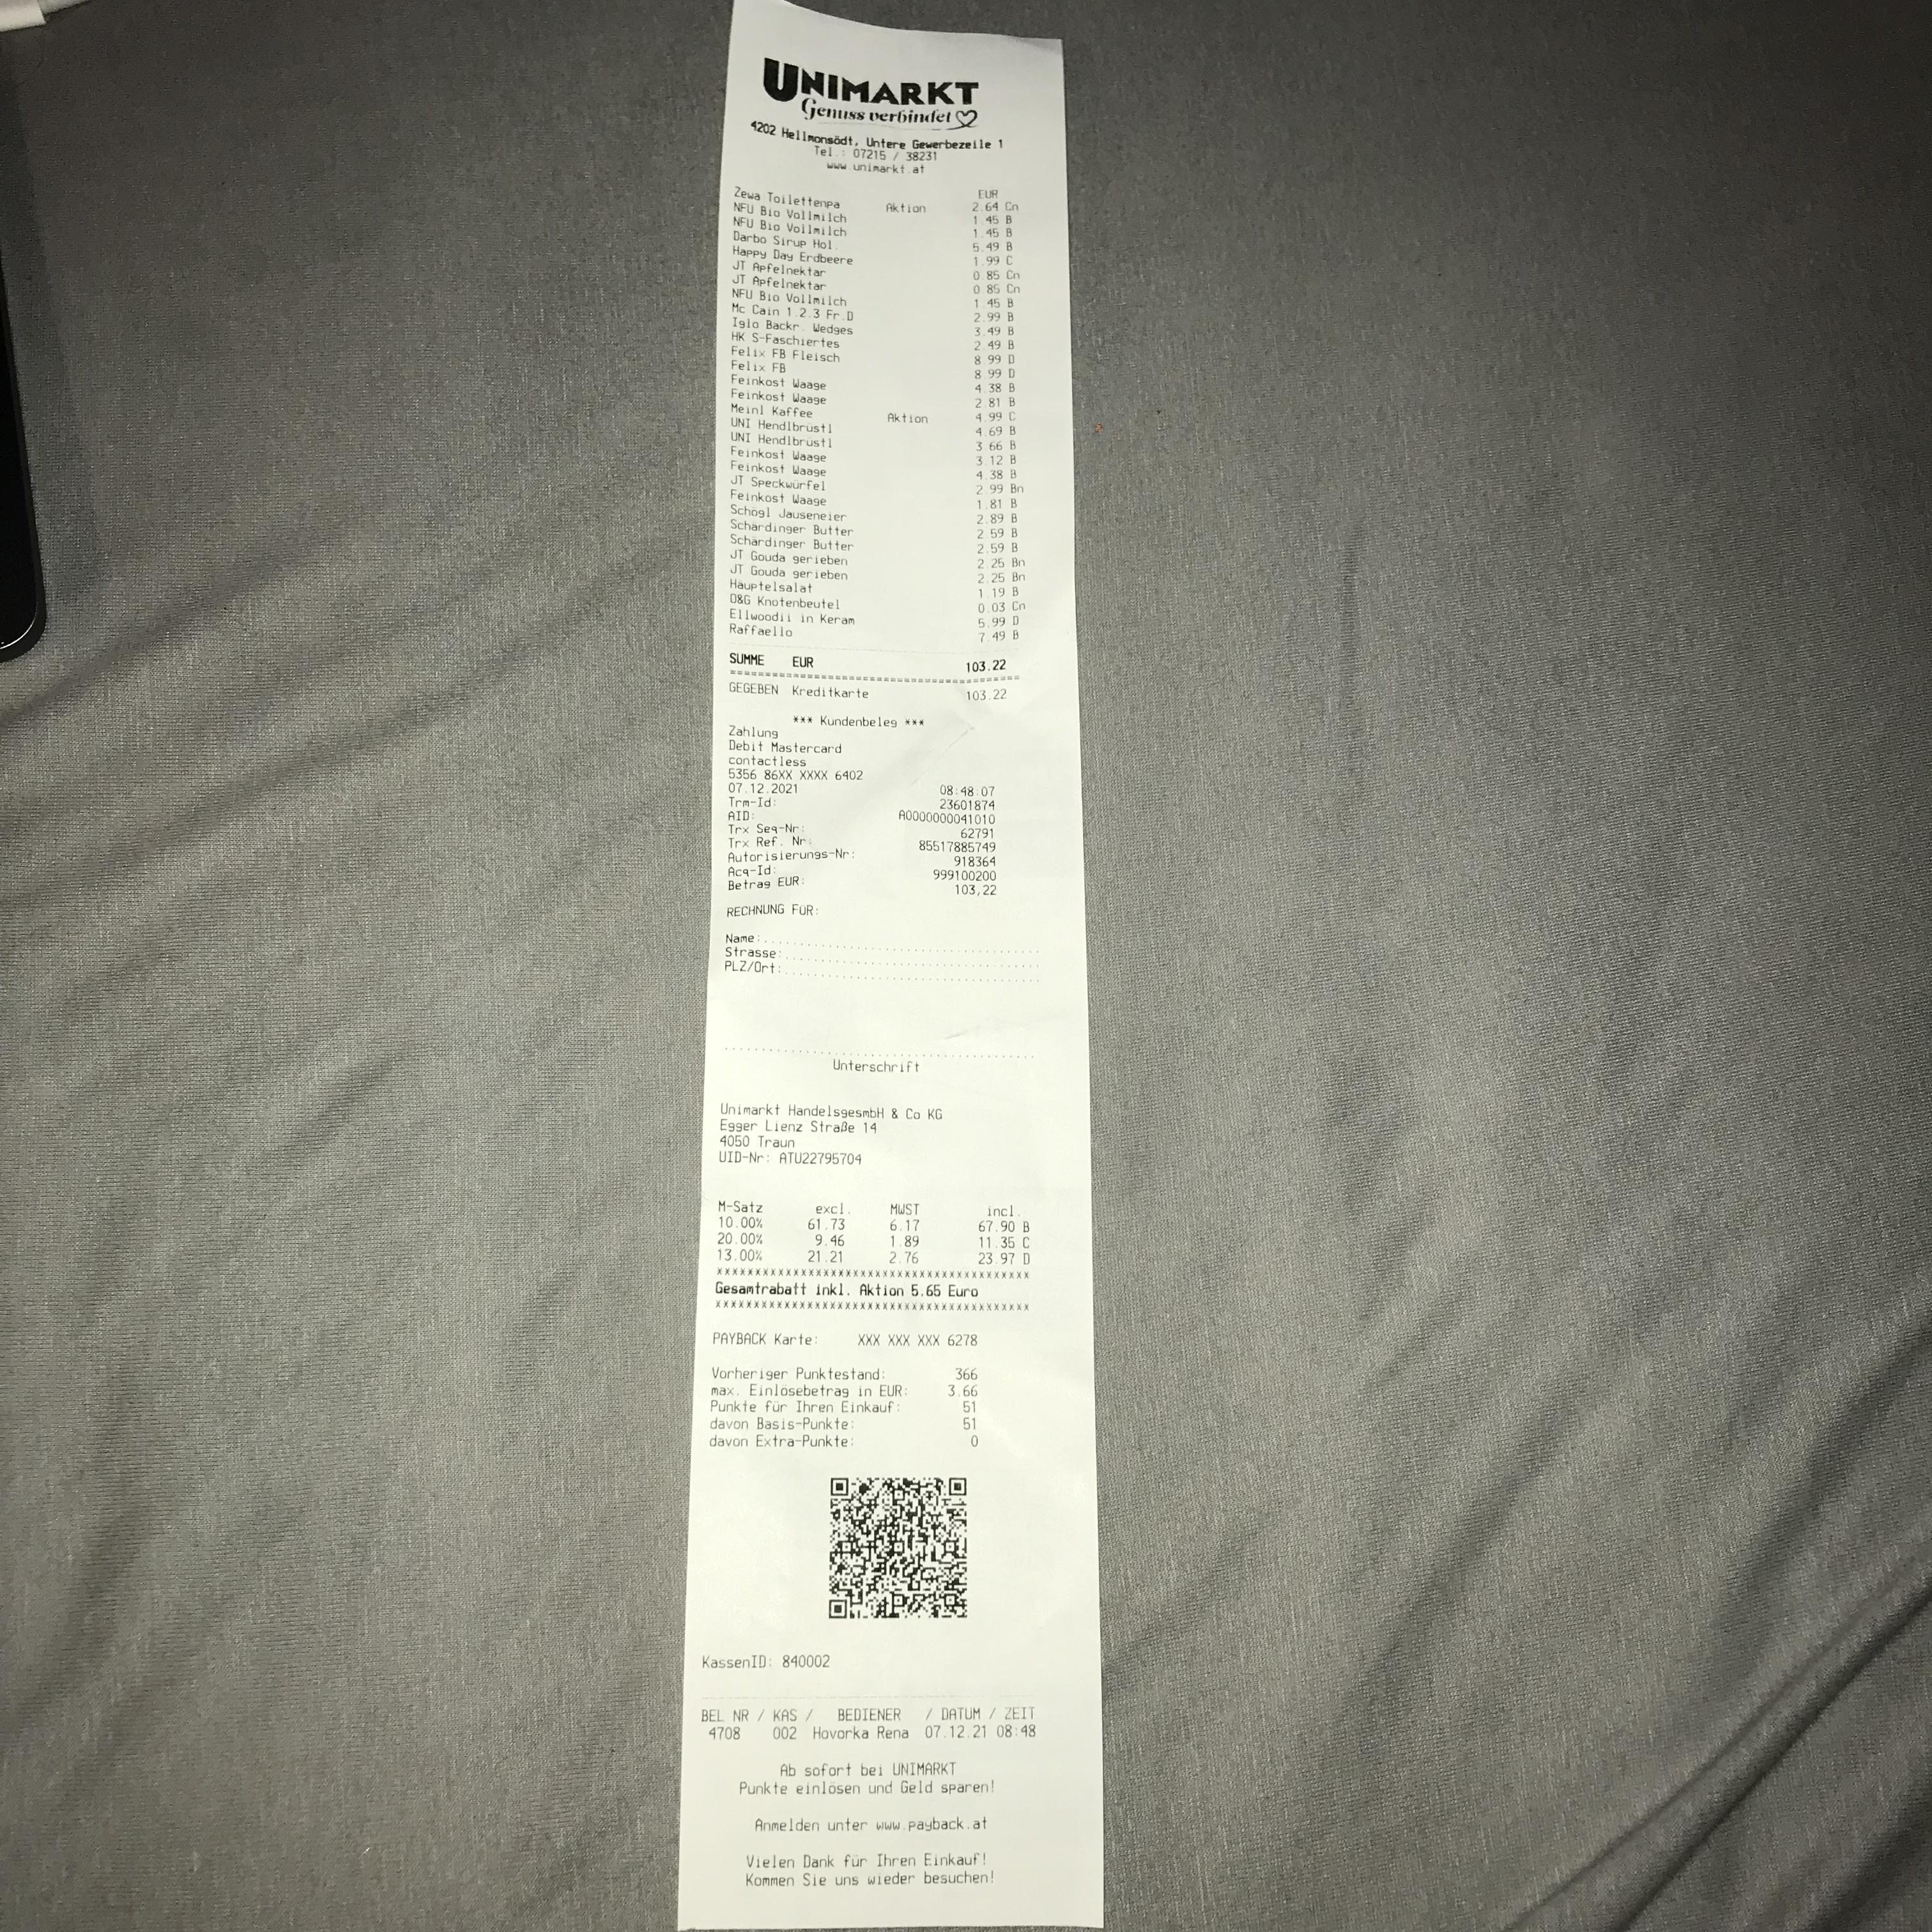 UNIMARKT
Genuss verbindet
4202 Hellmonsödt, Untere Gewerbezeile 1
Tel.: 07215 / 38231
www.unimarkt.at
EUR
Zewa Toilettenpa Aktion 2.64 Cn
NFU Bio Vollmilch 1.45 B
NFU Bio Vollmilch 1.45 B
Darbo Sirup Hol. 5.49 B
Happy Day Erdbeere 1.99 C
JT Apfelnektar 0.85 Cn
JT Apfelnektar 0.85 Cn
NFU Bio Vollmilch 1.45 B
Mc Cain 1.2.3 Fr.D 2.99 B
Iglo Backr. Wedges 3.49 B
HK S-Faschiertes 2.49 B
Felix FB Fleisch 8.99 D
Felix FB 8.99 D
Feinkost Waage 4.38 B
Feinkost Waage 2.81 B
Meinl Kaffee Aktion 4.99 C
UNI Hendlbrüstl 4.69 B
UNI Hendlbrüstl 3.66 B
Feinkost Waage 3.12 B
Feinkost Waage 4.38 B
JT Speckwürfel 2.99 Bn
Feinkost Waage 1.81 B
Schögl Jauseneier 2.89 B
Schärdinger Butter 2.59 B
Schärdinger Butter 2.59 B
JT Gouda gerieben 2.25 Bn
JT Gouda gerieben 2.25 Bn
Häuptelsalat 1.19 B
O&G Knotenbeutel 0.03 Cn
Ellwoodii in Keram 5.99 D
Raffaello 7.49 B
SUMME EUR 103.22
========================================
GEGEBEN Kreditkarte 103.22
*** Kundenbeleg ***
Zahlung
Debit Mastercard
contactless
5356 86XX XXXX 6402
07.12.2021 08:48:07
Trm-Id: 23601874
AID: A0000000041010
Trx Seq-Nr: 62791
Trx Ref. Nr: 85517885749
Autorisierungs-Nr: 918364
Acq-Id: 999100200
Betrag EUR: 103,22
RECHNUNG FÜR:
Name:
Strasse:
PLZ/Ort:
Unterschrift
Unimarkt HandelsgesmbH & Co KG
Egger Lienz Straße 14
4050 Traun
UID-Nr: ATU22795704
M-Satz excl. MWST incl.
10.00% 61.73 6.17 67.90 B
20.00% 9.46 1.89 11.35 C
13.00% 21.21 2.76 23.97 D
xxxxxxxxxxxxxxxxxxxxxxxxxxxxxxxxxxxxxxxx
Gesamtrabatt inkl. Aktion 5.65 Euro
xxxxxxxxxxxxxxxxxxxxxxxxxxxxxxxxxxxxxxxx
PAYBACK Karte: XXX XXX XXX 6278
Vorheriger Punktestand: 366
max. Einlösebetrag in EUR: 3.66
Punkte für Ihren Einkauf: 51
davon Basis-Punkte: 51
davon Extra-Punkte: 0
KassenID: 840002
BEL NR / KAS / BEDIENER / DATUM / ZEIT
4708 002 Hovorka Rena 07.12.21 08:48
Ab sofort bei UNIMARKT
Punkte einlösen und Geld sparen!
Anmelden unter www.payback.at
Vielen Dank für Ihren Einkauf!
Kommen Sie uns wieder besuchen!